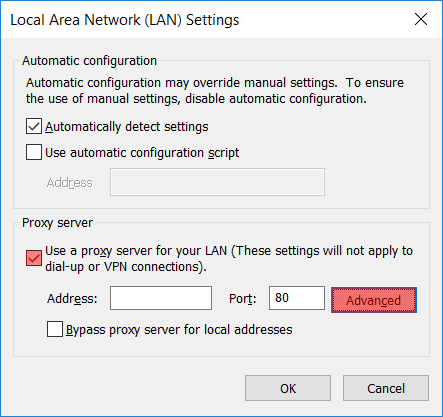 Local Area Network (LAN) Settings
Automatic configuration
Automatic configuration may override manual settings. To ensure
the use of manual settings, disable automatic configuration.
Automatically detect settings
Use automatic configuration script
Address
Proxy server
Use a proxy server for your LAN (These settings will not apply to
dial-up or VPN connections).
Address: Port: 80 Advanced
Bypass proxy server for local addresses
OK Cancel